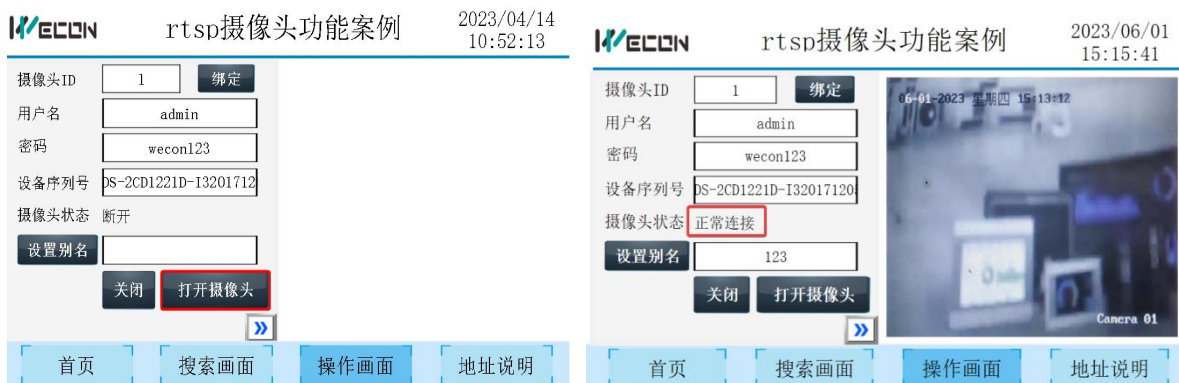 WECON
rtsp摄像头功能案例
2023/04/14
10:52:13
摄像头ID
1
绑定
用户名
admin
密码
wecon123
设备序列号
DS-2CD1221D-I3201712
摄像头状态
断开
设置别名
关闭
打开摄像头
首页
搜索画面
操作画面
地址说明
WECON
rtsp摄像头功能案例
2023/06/01
15:15:41
摄像头ID
1
绑定
用户名
admin
密码
wecon123
设备序列号
DS-2CD1221D-I32017120
摄像头状态
正常连接
设置别名
123
关闭
打开摄像头
06-01-2023 星期四 15:13:12
Camera 01
首页
搜索画面
操作画面
地址说明